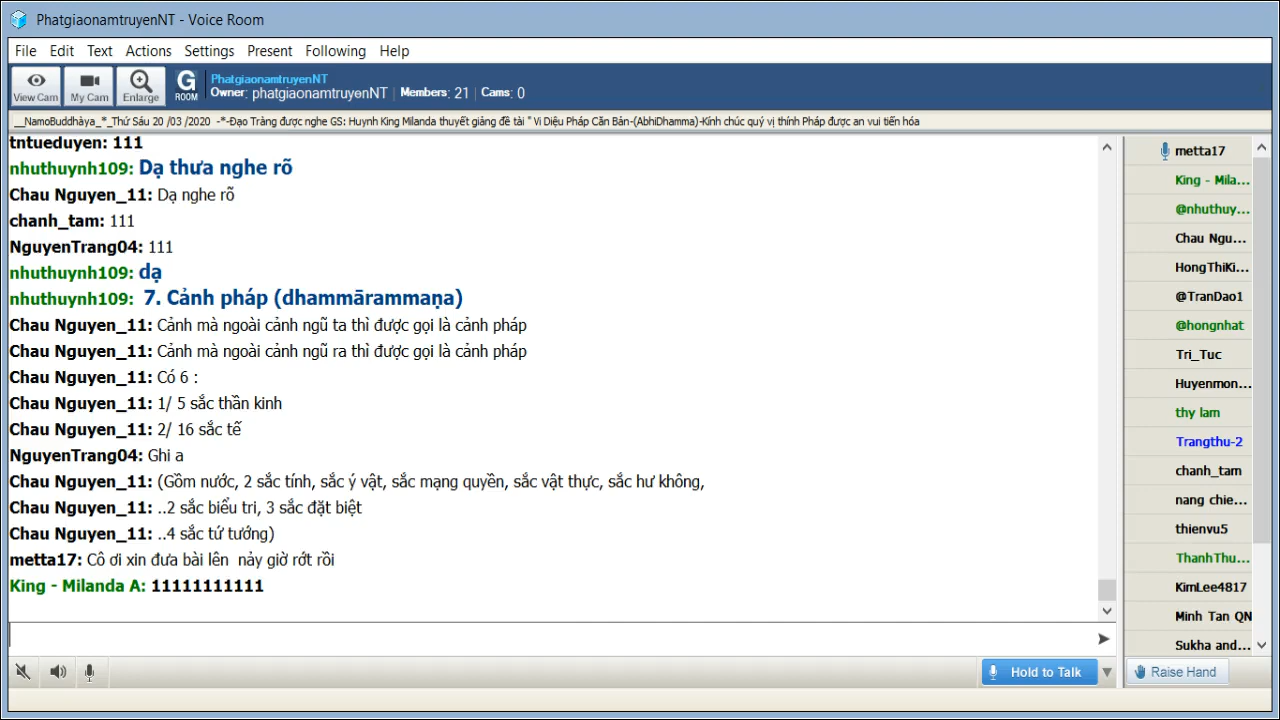 PhatgiaonamtruyenNT - Voice Room
File Edit Text Actions Settings Present Following Help
View Cam My Cam Enlarge G ROOM
PhatgiaonamtruyenNT
Owner: phatgiaonamtruyenNT | Members: 21 | Cams: 0
__NamoBuddhàya_*_Thứ Sáu 20 /03 /2020 -*-Đạo Tràng được nghe GS: Huynh King Milanda thuyết giảng đề tài " Vi Diệu Pháp Căn Bản-(AbhiDhamma)-Kính chúc quý vị thính Pháp được an vui tiến hóa
tntueduyen: 111
nhuthuynh109: Dạ thưa nghe rõ
Chau Nguyen_11: Dạ nghe rõ
chanh_tam: 111
NguyenTrang04: 111
nhuthuynh109: dạ
nhuthuynh109: 7. Cảnh pháp (dhammārammaṇa)
Chau Nguyen_11: Cảnh mà ngoài cảnh ngũ ta thì được gọi là cảnh pháp
Chau Nguyen_11: Cảnh mà ngoài cảnh ngũ ra thì được gọi là cảnh pháp
Chau Nguyen_11: Có 6 :
Chau Nguyen_11: 1/ 5 sắc thần kinh
Chau Nguyen_11: 2/ 16 sắc tế
NguyenTrang04: Ghi a
Chau Nguyen_11: (Gồm nước, 2 sắc tính, sắc ý vật, sắc mạng quyền, sắc vật thực, sắc hư không,
Chau Nguyen_11: ..2 sắc biểu tri, 3 sắc đặt biệt
Chau Nguyen_11: ..4 sắc tứ tướng)
metta17: Cô ơi xin đưa bài lên nảy giờ rớt rồi
King - Milanda A: 11111111111
metta17
King - Mila...
@nhuthuy...
Chau Ngu...
HongThiKi...
@TranDao1
@hongnhat
Tri_Tuc
Huyenmon...
thy lam
Trangthu-2
chanh_tam
nang chie...
thienvu5
ThanhThu...
KimLee4817
Minh Tan QN
Sukha and...
Hold to Talk
Raise Hand